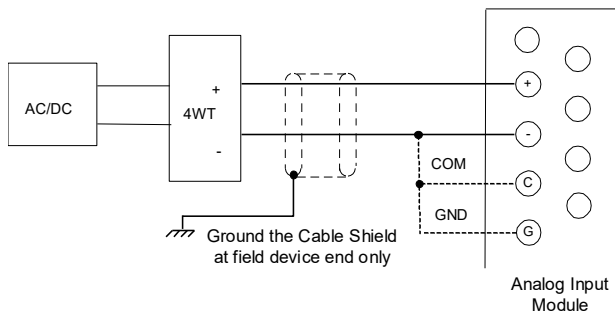 AC/DC
4WT
+
-
+
-
COM
C
GND
G
Ground the Cable Shield
at field device end only
Analog Input
Module